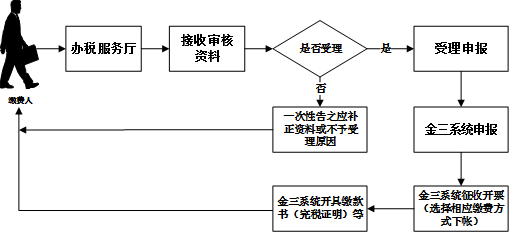 缴费人
办税服务厅
接收审核
资料
是否受理
是
受理申报
否
一次性告之应补
正资料或不予受
理原因
金三系统申报
金三系统征收开票
（选择相应缴费方
式下帐）
金三系统开具缴款
书（完税证明）等